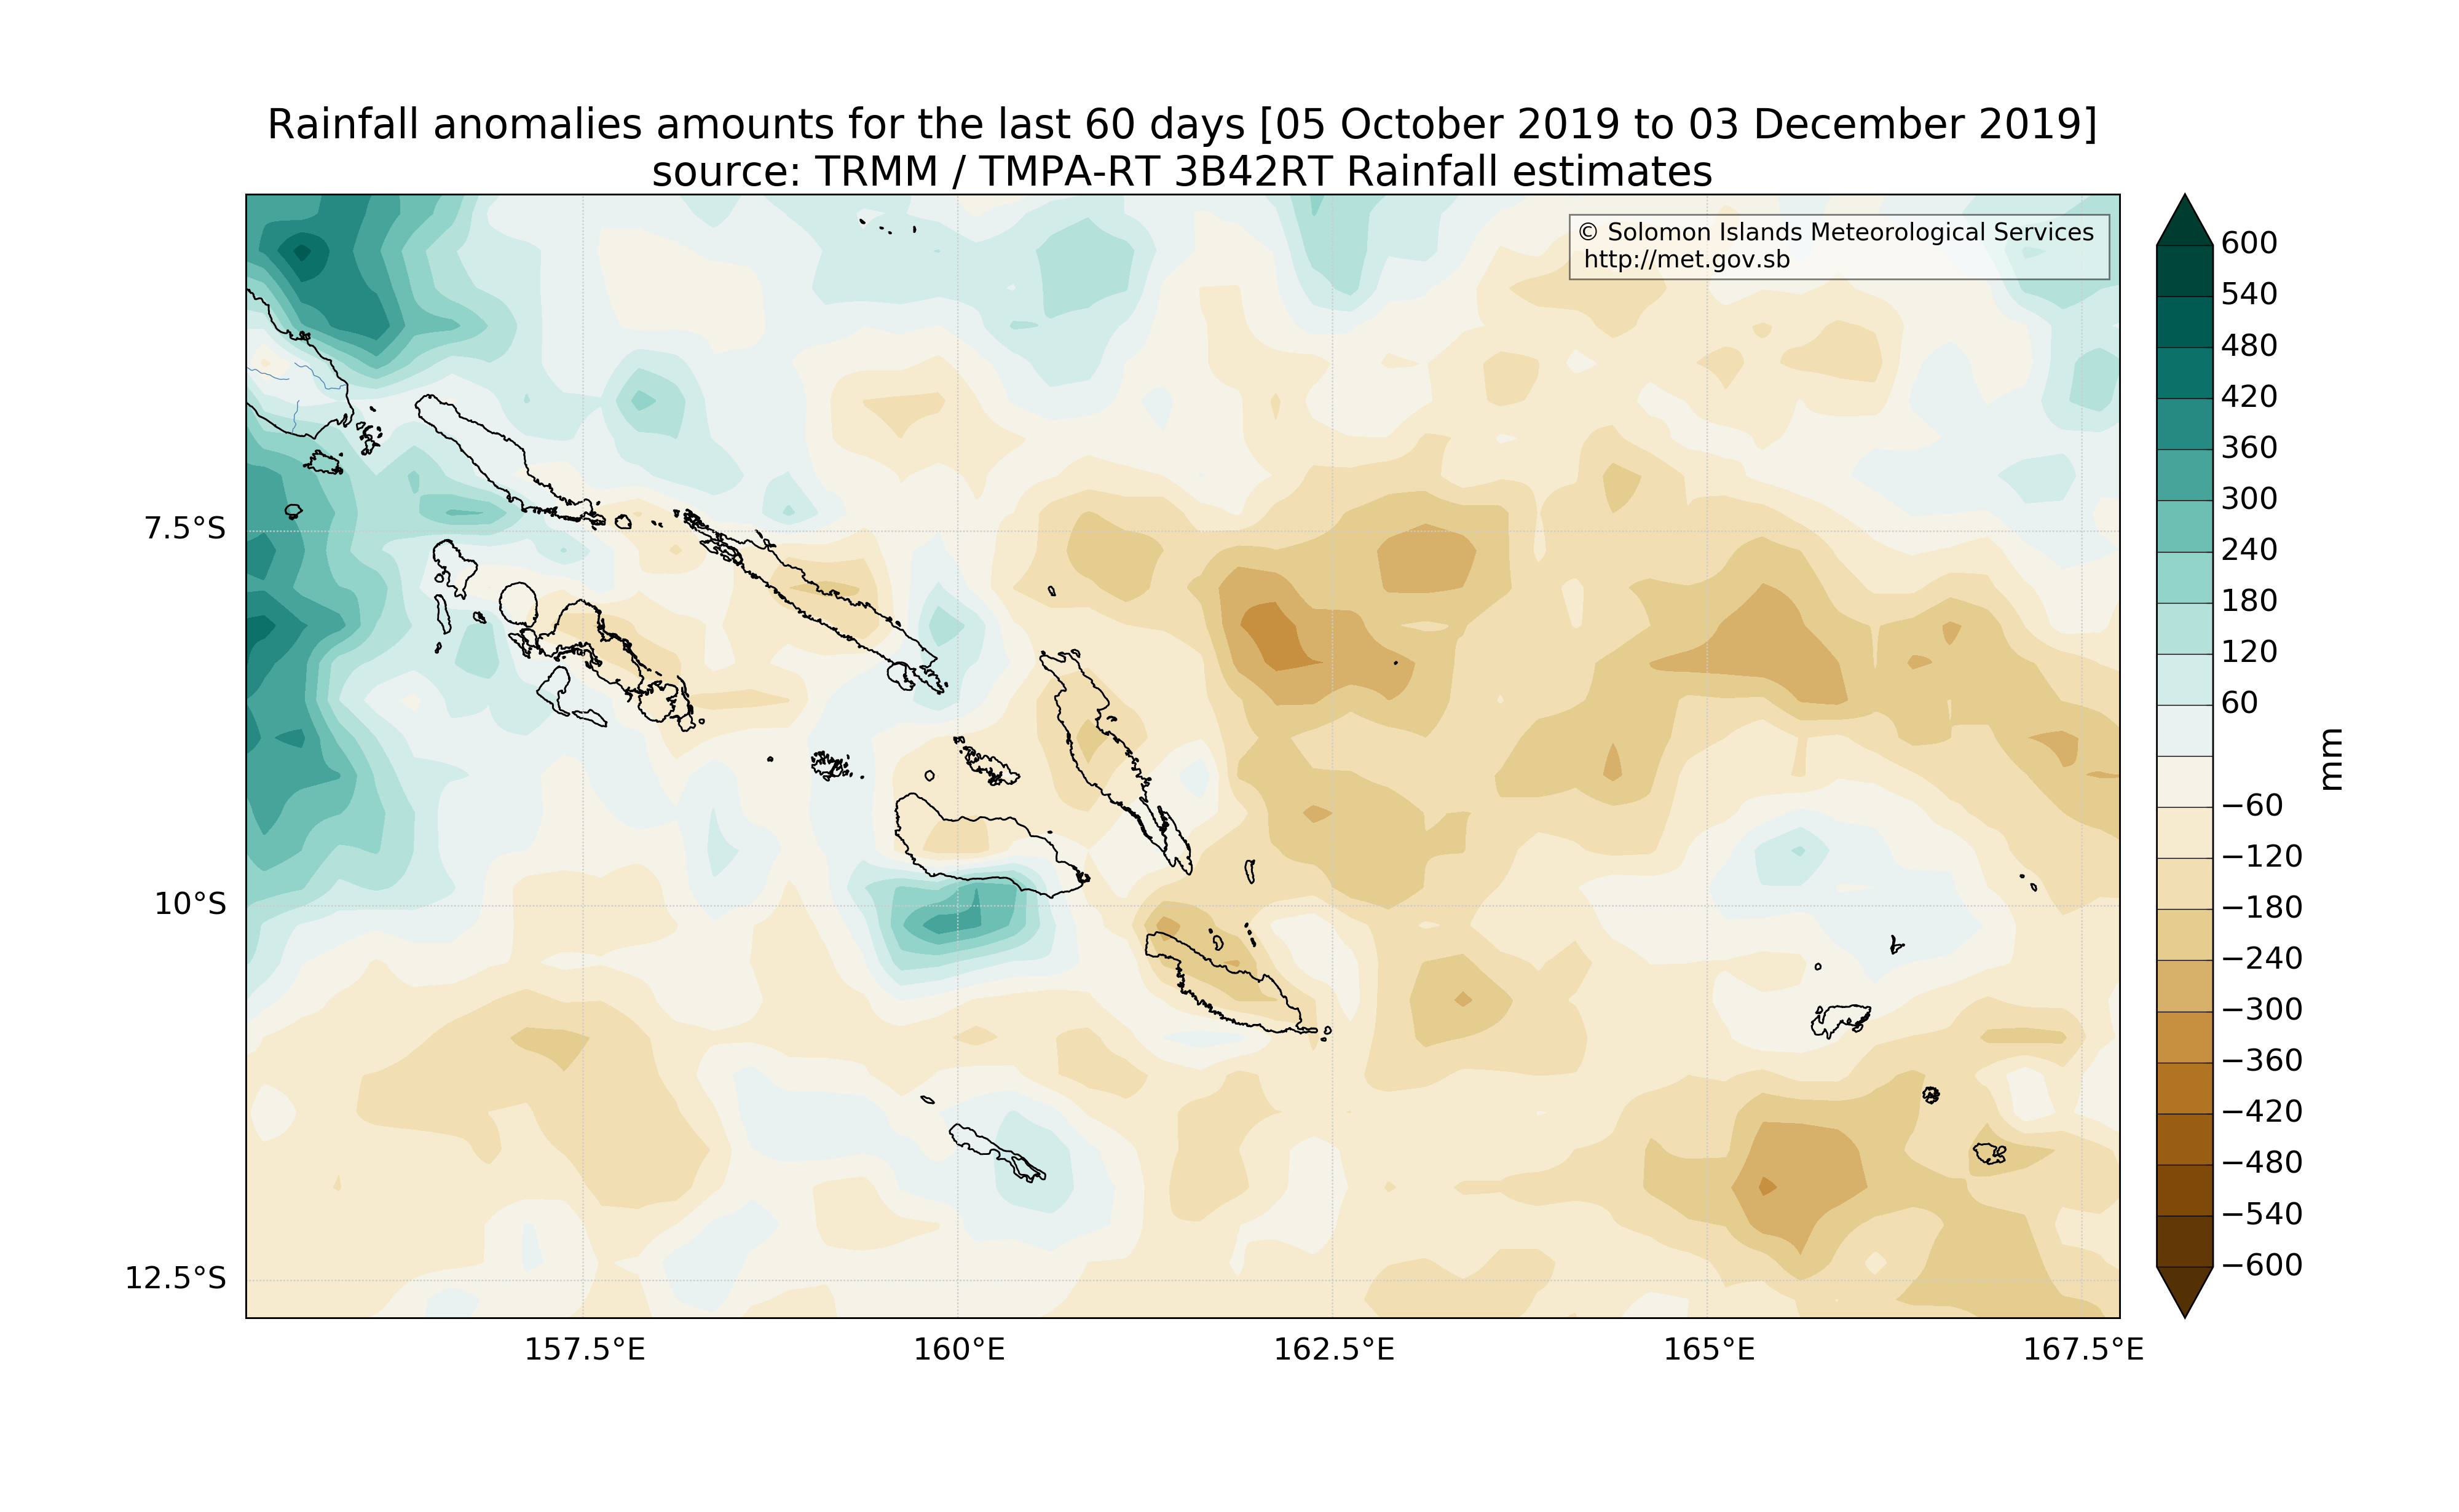 Rainfall anomalies amounts for the last 60 days [05 October 2019 to 03 December 2019]
source: TRMM / TMPA-RT 3B42RT Rainfall estimates
© Solomon Islands Meteorological Services
http://met.gov.sb
7.5°S
10°S
12.5°S
157.5°E
160°E
162.5°E
165°E
167.5°E
600
540
480
420
360
300
240
180
120
60
−60
−120
−180
−240
−300
−360
−420
−480
−540
−600
mm